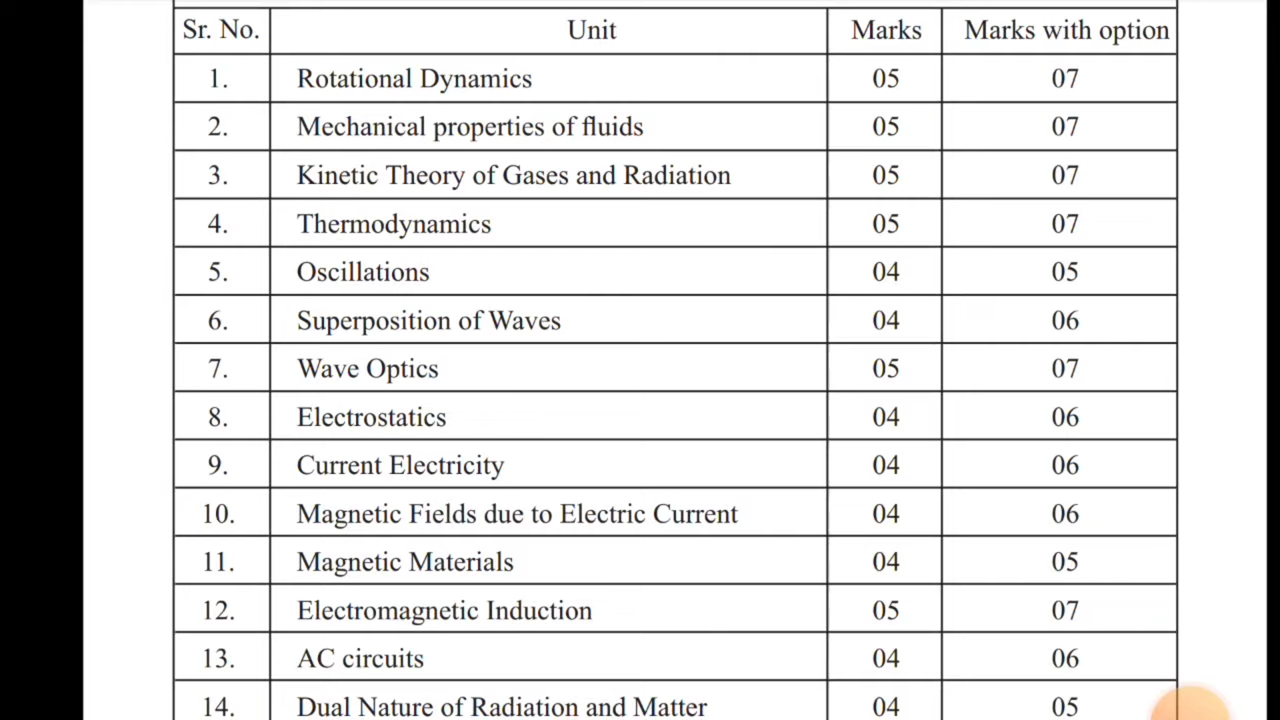 Sr. No. Unit Marks Marks with option
1. Rotational Dynamics 05 07
2. Mechanical properties of fluids 05 07
3. Kinetic Theory of Gases and Radiation 05 07
4. Thermodynamics 05 07
5. Oscillations 04 05
6. Superposition of Waves 04 06
7. Wave Optics 05 07
8. Electrostatics 04 06
9. Current Electricity 04 06
10. Magnetic Fields due to Electric Current 04 06
11. Magnetic Materials 04 05
12. Electromagnetic Induction 05 07
13. AC circuits 04 06
14. Dual Nature of Radiation and Matter 04 05